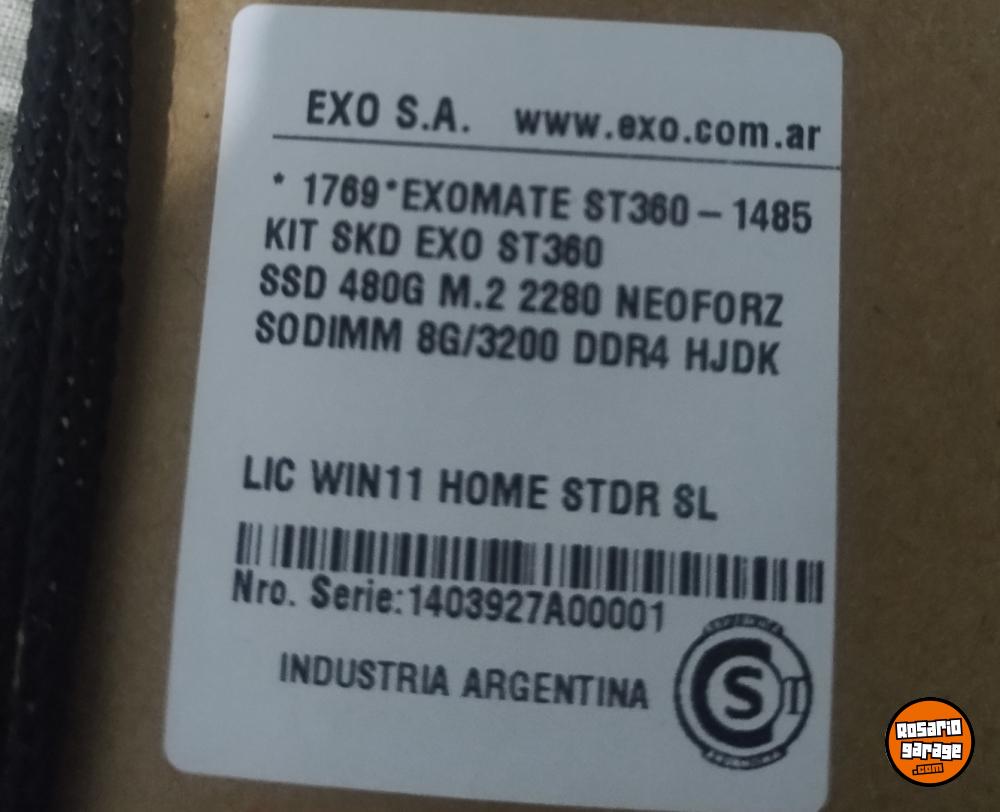 EXO S.A. www.exo.com.ar
* 1769*EXOMATE ST360 – 1485
KIT SKD EXO ST360
SSD 480G M.2 2280 NEOFORZ
SODIMM 8G/3200 DDR4 HJDK
LIC WIN11 HOME STDR SL
Nro. Serie:1403927A00001
INDUSTRIA ARGENTINA
S
Rosario
garage
.com